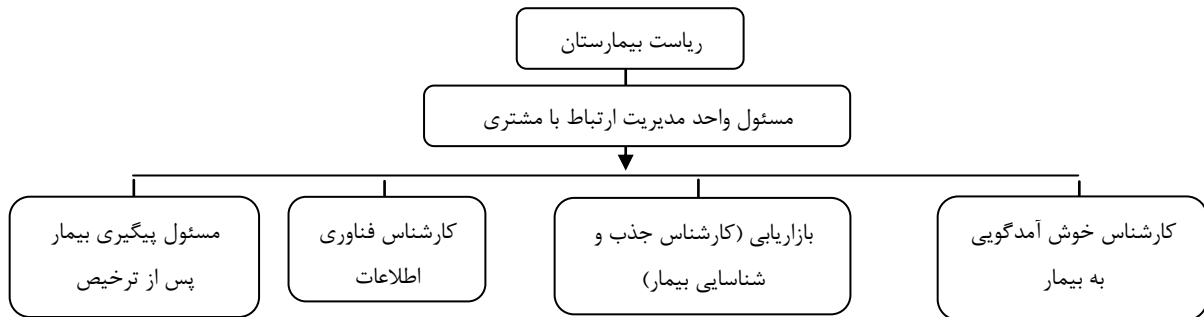 ریاست بیمارستان
مسئول واحد مدیریت ارتباط با مشتری
کارشناس خوش آمدگویی
به بیمار
بازاریابی (کارشناس جذب و
شناسایی بیمار)
کارشناس فناوری
اطلاعات
مسئول پیگیری بیمار
پس از ترخیص